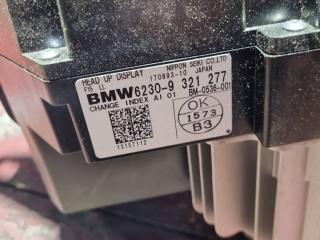 HEAD UP DISPLAY NIPPON SEIKI CO.,LTD
F15 LL 170893-10 JAPAN
BMW 6230-9 321 277
CHANGE INDEX AI 01 BM-0536-001
OK
1573
B3
13157112